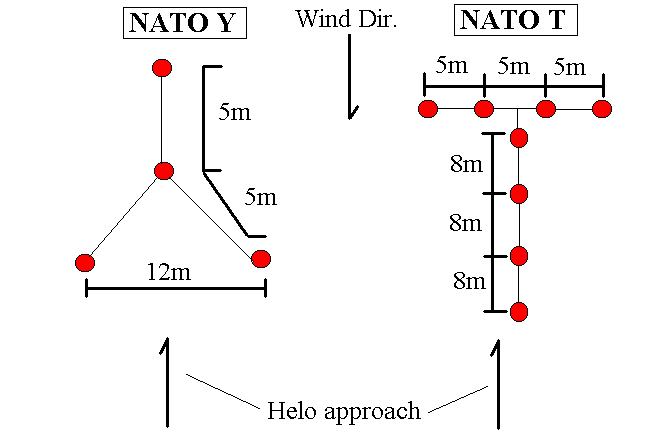 NATO Y
Wind Dir.
NATO T
5m
5m
12m
5m
5m
5m
8m
8m
8m
Helo approach